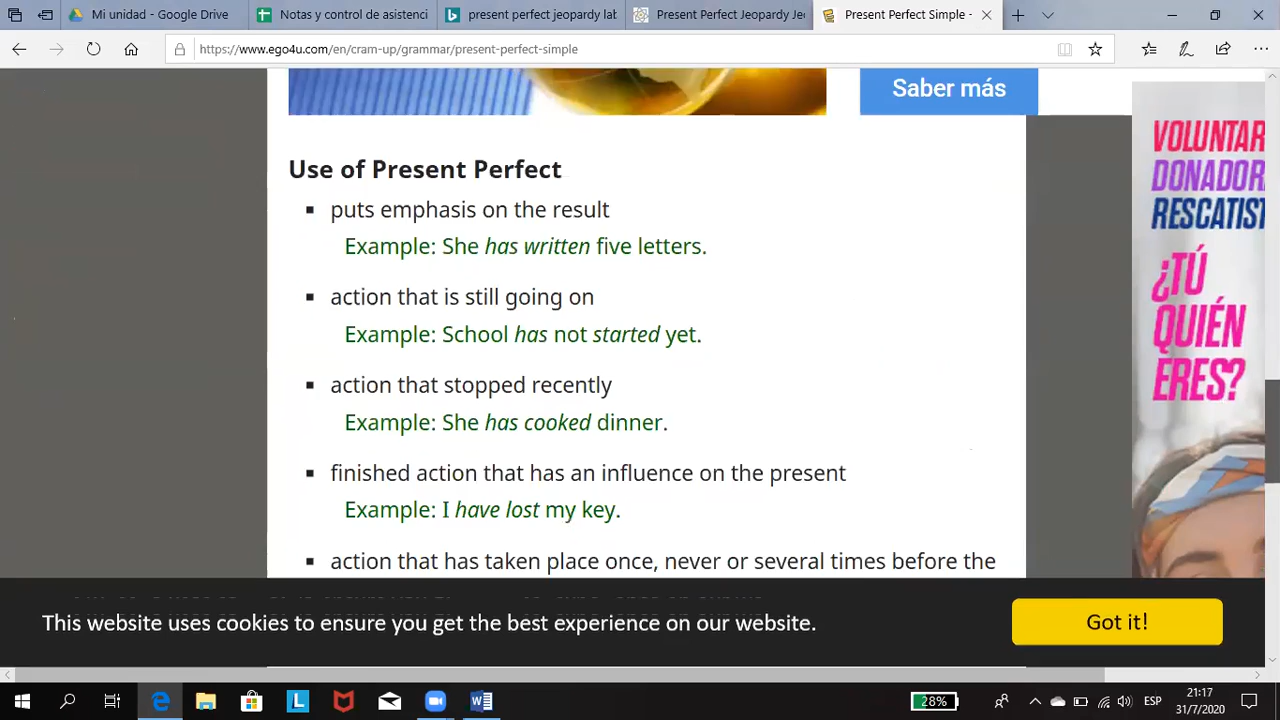 Mi unidad - Google Drive
Notas y control de asistenci
present perfect jeopardy lab
Present Perfect Jeopardy Je
Present Perfect Simple -
https://www.ego4u.com/en/cram-up/grammar/present-perfect-simple
Saber más
VOLUNTAR
DONADOR
RESCATIST
¿TÚ
QUIÉN
ERES?
Use of Present Perfect
puts emphasis on the result
Example: She has written five letters.
action that is still going on
Example: School has not started yet.
action that stopped recently
Example: She has cooked dinner.
finished action that has an influence on the present
Example: I have lost my key.
action that has taken place once, never or several times before the
This website uses cookies to ensure you get the best experience on our website.
Got it!
28%
ESP
21:17
31/7/2020